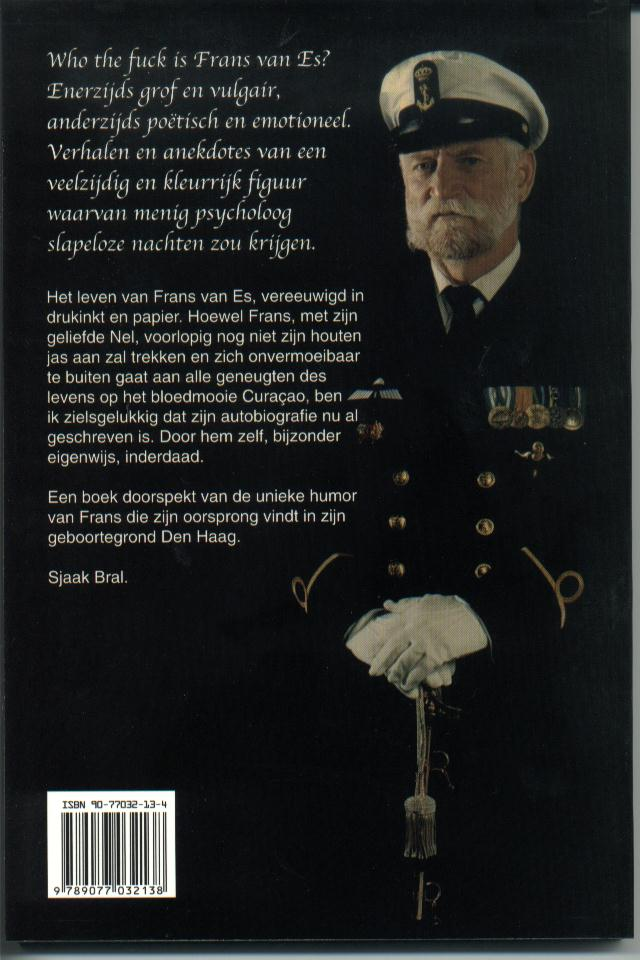 Who the fuck is Frans van Es?
Enerzijds grof en vulgair,
anderzijds poëtisch en emotioneel.
Verhalen en anekdotes van een
veelzijdig en kleurrijk figuur
waarvan menig psycholoog
slapeloze nachten zou krijgen.
Het leven van Frans van Es, vereeuwigd in
drukinkt en papier. Hoewel Frans, met zijn
geliefde Nel, voorlopig nog niet zijn houten
jas aan zal trekken en zich onvermoeibaar
te buiten gaat aan alle geneugten des
levens op het bloedmooie Curaçao, ben
ik zielsgelukkig dat zijn autobiografie nu al
geschreven is. Door hem zelf, bijzonder
eigenwijs, inderdaad.
Een boek doorspekt van de unieke humor
van Frans die zijn oorsprong vindt in zijn
geboortegrond Den Haag.
Sjaak Bral.
ISBN 90-77032-13-4
9 789077 032138